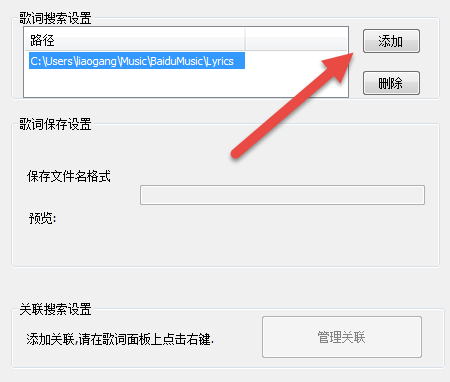 歌词搜索设置
路径
添加
C:\Users\liaogang\Music\BaiduMusic\Lyrics
删除
歌词保存设置
保存文件名格式
预览:
关联搜索设置
添加关联,请在歌词面板上点击右键.
管理关联